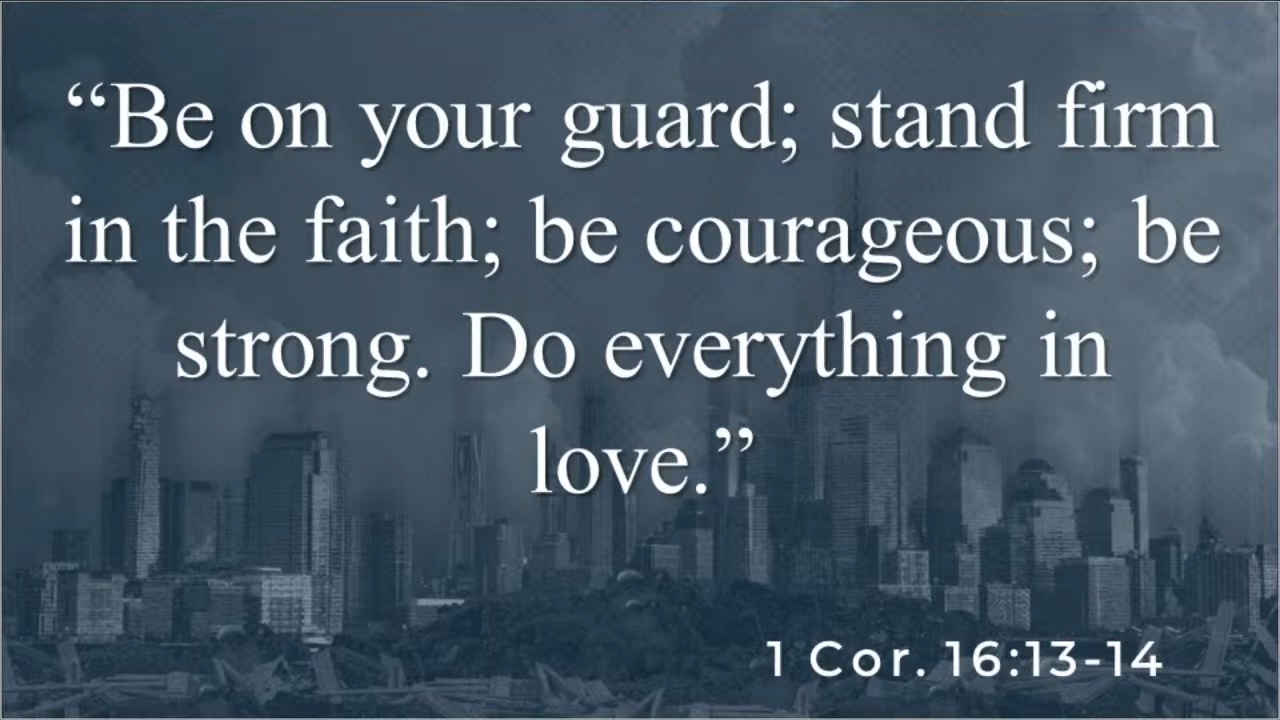 “Be on your guard; stand firm
in the faith; be courageous; be
strong. Do everything in
love.”
1 Cor. 16:13-14